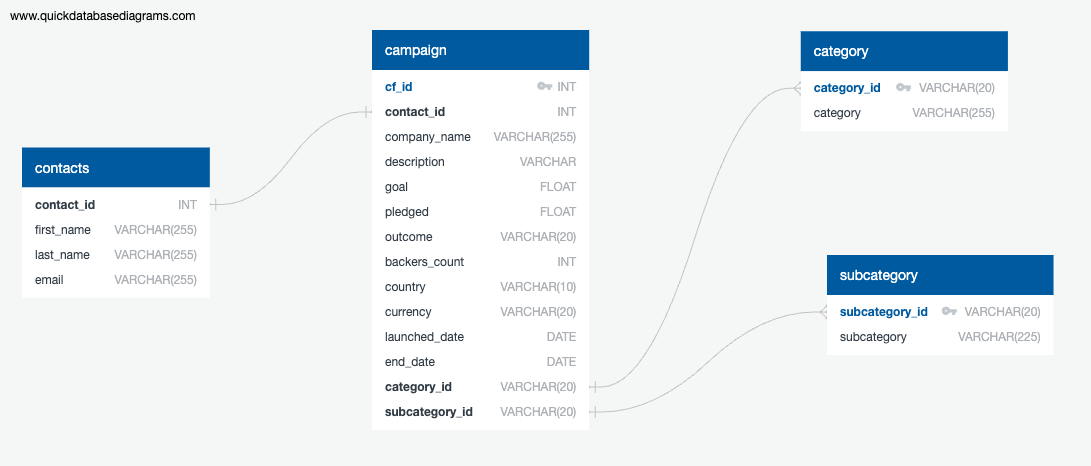 www.quickdatabasediagrams.com
contacts
contact_id INT
first_name VARCHAR(255)
last_name VARCHAR(255)
email VARCHAR(255)
campaign
cf_id INT
contact_id INT
company_name VARCHAR(255)
description VARCHAR
goal FLOAT
pledged FLOAT
outcome VARCHAR(20)
backers_count INT
country VARCHAR(10)
currency VARCHAR(20)
launched_date DATE
end_date DATE
category_id VARCHAR(20)
subcategory_id VARCHAR(20)
category
category_id VARCHAR(20)
category VARCHAR(255)
subcategory
subcategory_id VARCHAR(20)
subcategory VARCHAR(225)